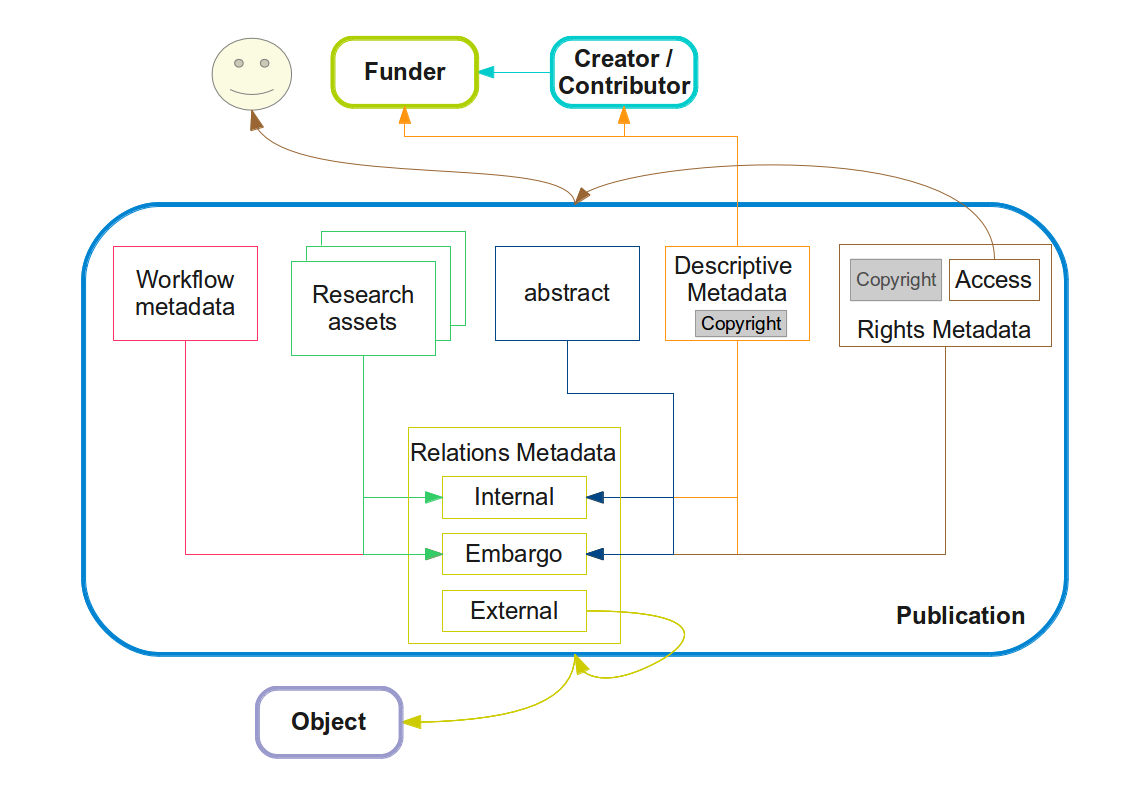 Funder
Creator /
Contributor
Workflow
metadata
Research
assets
abstract
Descriptive
Metadata
Copyright
Copyright
Access
Rights Metadata
Relations Metadata
Internal
Embargo
External
Publication
Object